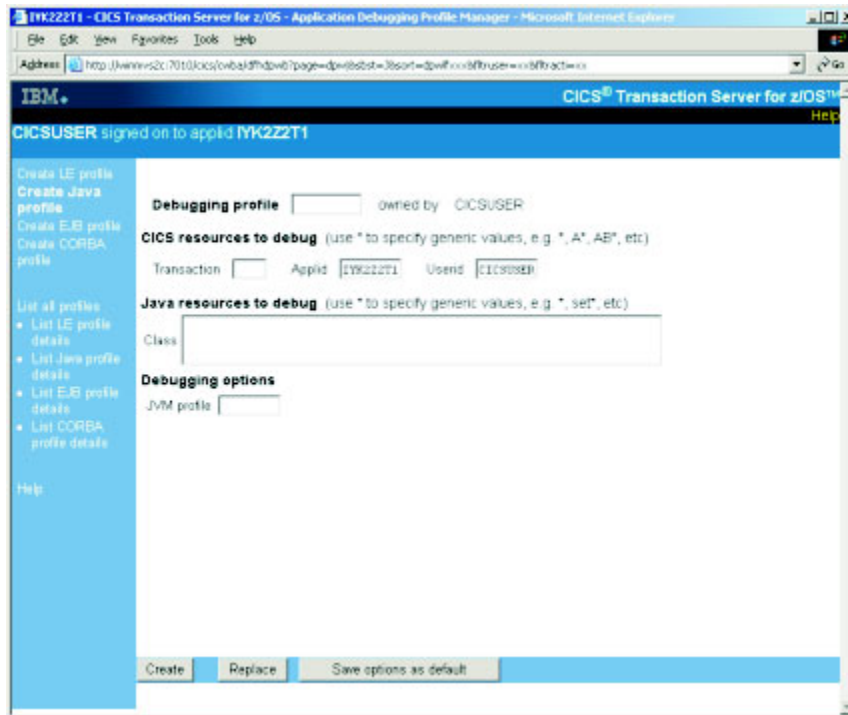 IYK2Z2T1 - CICS Transaction Server for z/OS - Application Debugging Profile Manager - Microsoft Internet Explorer
File Edit View Favorites Tools Help
Address Go
IBM. CICS® Transaction Server for z/OS™
Help
CICSUSER signed on to applid IYK2Z2T1
Create LE profile
Create Java profile
Create EJB profile
Create CORBA profile
List all profiles
List LE profile details
List Java profile details
List EJB profile details
List CORBA profile details
Help
Debugging profile owned by CICSUSER
CICS resources to debug (use * to specify generic values, e.g. *, A*, AB*, etc)
Transaction Applid IYK2Z2T1 Userid CICSUSER
Java resources to debug (use * to specify generic values, e.g. *, set*, etc)
Class
Debugging options
JVM profile
Create Replace Save options as default